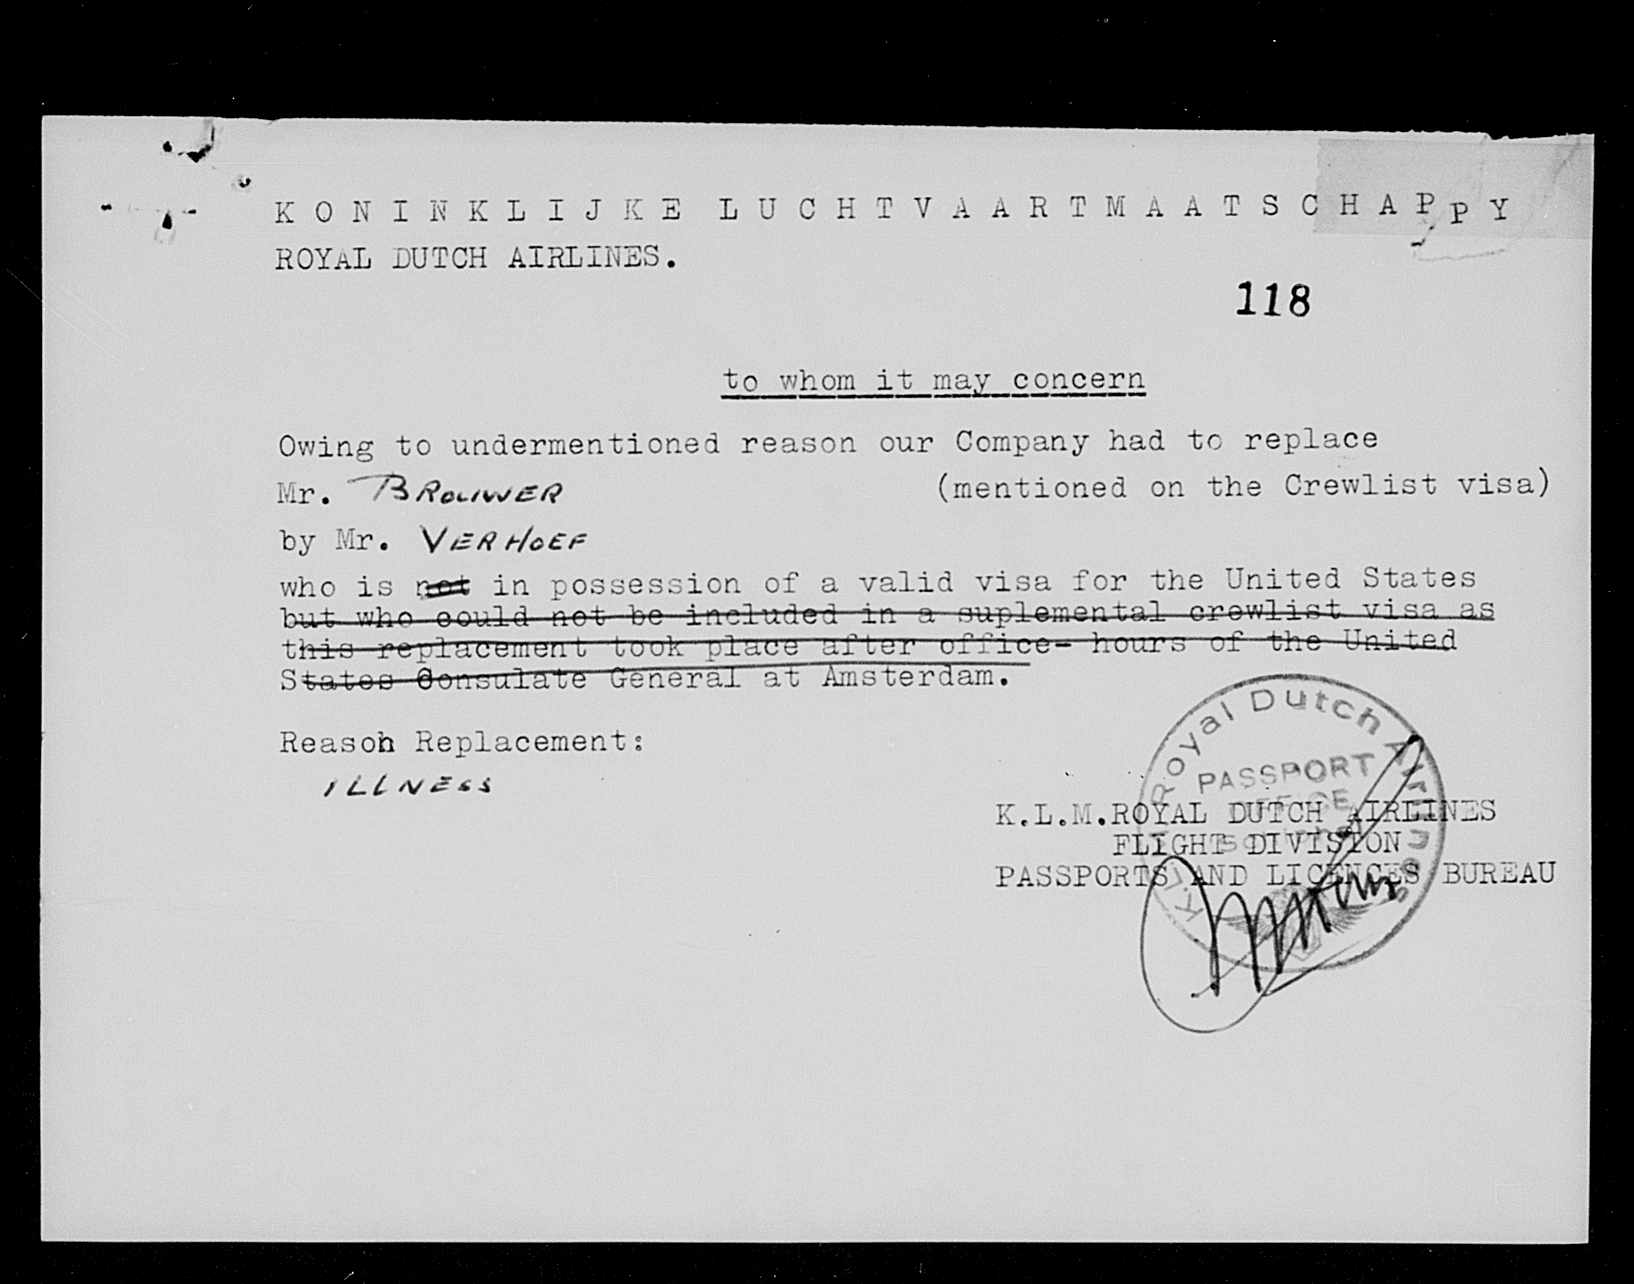 KONINKLIJKE LUCHTVAARTMAATSCHAPPY
ROYAL DUTCH AIRLINES.
118
to whom it may concern
Owing to undermentioned reason our Company had to replace
Mr. BROUWER (mentioned on the Crewlist visa)
by Mr. VERHOEF
who is not in possession of a valid visa for the United States
but who could not be included in a suplemental crewlist visa as
this replacement took place after office- hours of the United
States Consulate General at Amsterdam.
Reason Replacement:
ILLNESS
Royal Dutch Airlines
PASSPORT
OFFICE
K.L.M. ROYAL DUTCH AIRLINES
FLIGHT DIVISION
PASSPORTS AND LICENCES BUREAU